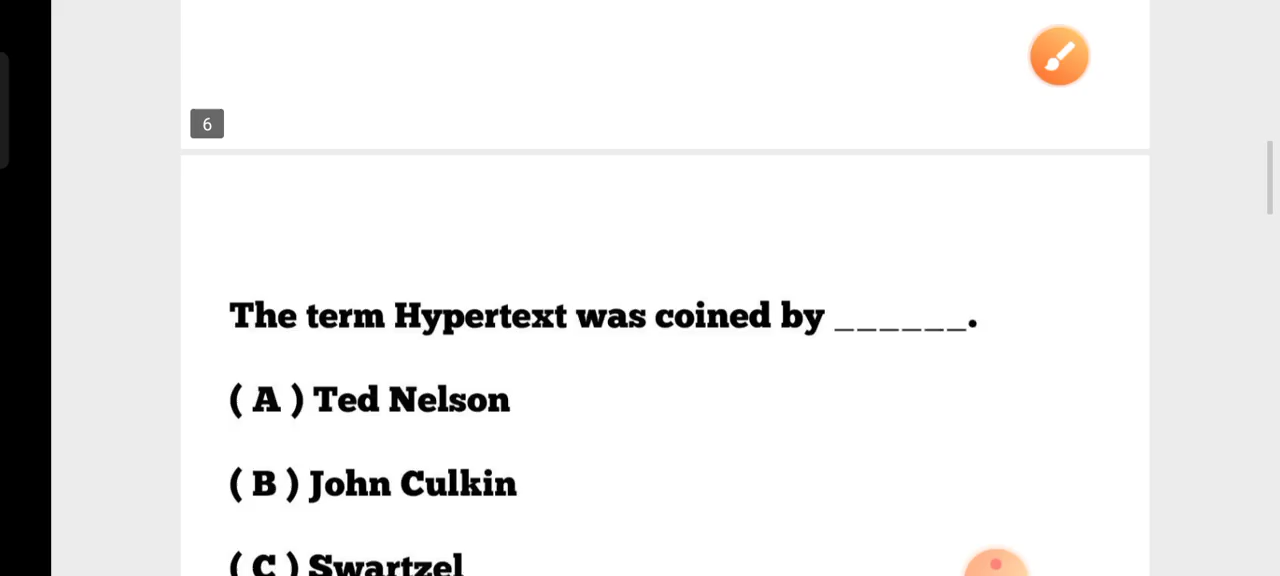 6
The term Hypertext was coined by ______.
( A ) Ted Nelson
( B ) John Culkin
( C ) Swartzel